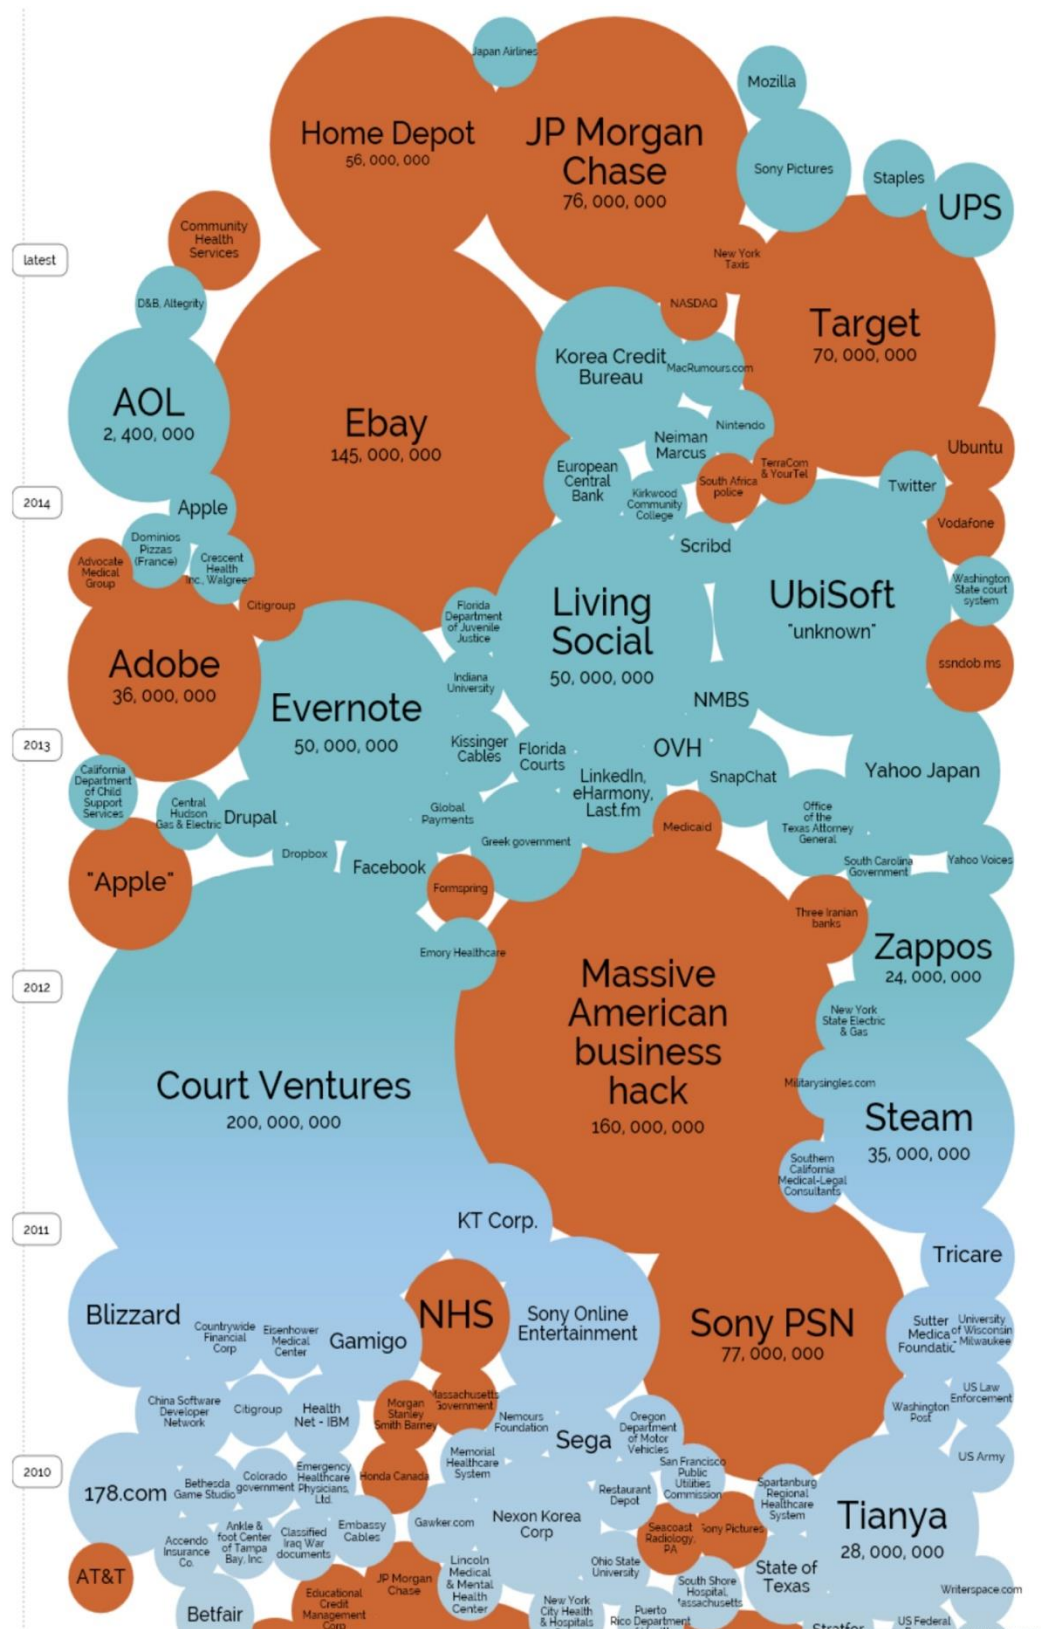 Japan Airlines
Home Depot
56, 000, 000
JP Morgan
Chase
76, 000, 000
Mozilla
Sony Pictures
Staples
UPS
Community
Health
Services
latest
New York
Taxis
D&B, Altegrity
NASDAQ
Target
70, 000, 000
Korea Credit
Bureau
MacRumours.com
AOL
2, 400, 000
Ebay
145, 000, 000
Nintendo
Neiman
Marcus
Ubuntu
European
Central
Bank
TerraCom
& YourTel
South Africa
police
Twitter
2014
Apple
Kirkwood
Community
College
Vodafone
Dominios
Pizzas
(France)
Scribd
Advocate
Medical
Group
Crescent
Health
Inc., Walgree
Washington
State court
system
Citigroup
Florida
Department
of Juvenile
Justice
Living
Social
50, 000, 000
UbiSoft
"unknown"
Adobe
36, 000, 000
ssndob.ms
Indiana
University
Evernote
50, 000, 000
NMBS
2013
Kissinger
Cables
Florida
Courts
OVH
Yahoo Japan
California
Department
of Child
Support
Services
LinkedIn,
eHarmony,
Last.fm
SnapChat
Central
Hudson
Gas & Electric
Drupal
Global
Payments
Office
of the
Texas Attorney
General
Medicaid
Greek government
Dropbox
Facebook
South Carolina
Government
Yahoo Voices
"Apple"
Formspring
Three Iranian
banks
Emory Healthcare
Zappos
24, 000, 000
2012
Massive
American
business
hack
160, 000, 000
New York
State Electric
& Gas
Court Ventures
200, 000, 000
Militarysingles.com
Steam
35, 000, 000
Southern
California
Medical-Legal
Consultants
2011
KT Corp.
Tricare
Blizzard
Countrywide
Financial
Corp
Eisenhower
Medical
Center
Gamigo
NHS
Sony Online
Entertainment
Sony PSN
77, 000, 000
Sutter
Medica
Foundatic
University
of Wisconsin
- Milwaukee
China Software
Developer
Network
Citigroup
Health
Net - IBM
Morgan
Stanley
Smith Barney
Massachusetts
Government
Nemours
Foundation
Sega
Oregon
Department
of Motor
Vehicles
Washington
Post
US Law
Enforcement
2010
178.com
Bethesda
Game Studio
Colorado
government
Emergency
Healthcare
Physicians,
Ltd.
Honda Canada
Memorial
Healthcare
System
San Francisco
Public
Utilities
Commission
US Army
Restaurant
Depot
Spartanburg
Regional
Healthcare
System
Tianya
28, 000, 000
Accendo
Insurance
Co.
Ankle &
foot Center
of Tampa
Bay, Inc.
Classified
Iraq War
documents
Embassy
Cables
Gawker.com
Nexon Korea
Corp
Seacoast
Radiology,
PA
Sony Pictures
AT&T
JP Morgan
Chase
Lincoln
Medical
& Mental
Health
Center
Ohio State
University
State of
Texas
South Shore
Hospital,
Massachusetts
Writerspace.com
Betfair
Educational
Credit
Management
Corp
New York
City Health
& Hospitals
Puerto
Rico Department
Stratfor
US Federal